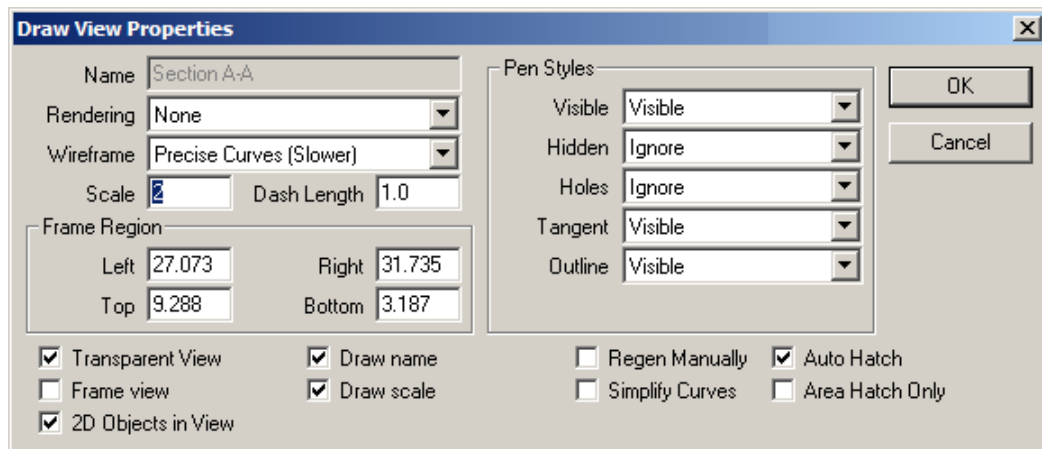 Draw View Properties
Name Section A-A
Rendering None
Wireframe Precise Curves (Slower)
Scale 2 Dash Length 1.0
Frame Region
Left 27.073 Right 31.735
Top 9.288 Bottom 3.187
Pen Styles
Visible Visible
Hidden Ignore
Holes Ignore
Tangent Visible
Outline Visible
OK
Cancel
Transparent View Draw name Regen Manually Auto Hatch
Frame view Draw scale Simplify Curves Area Hatch Only
2D Objects in View